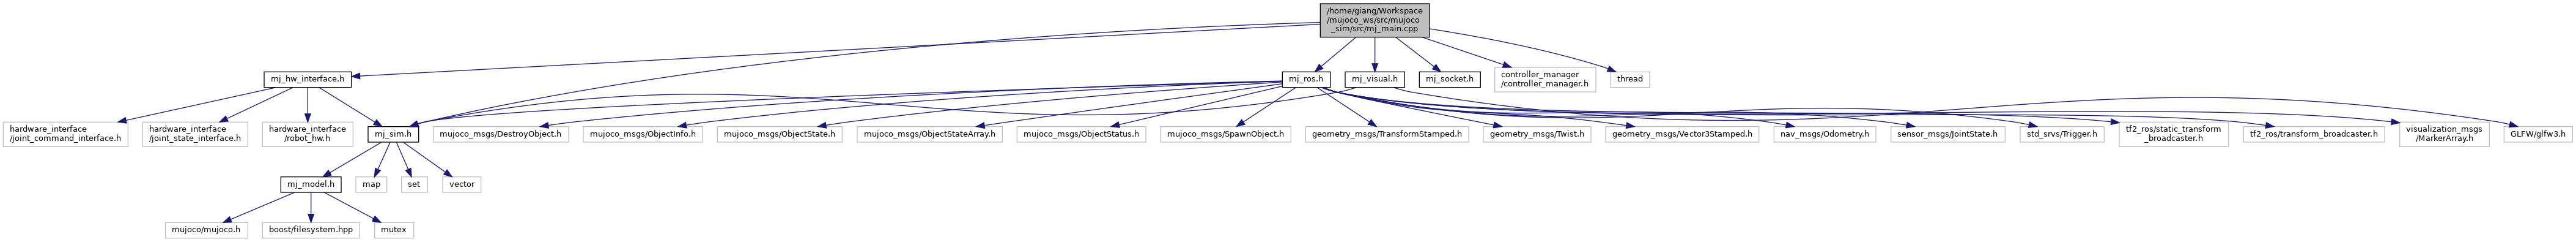 /home/giang/Workspace
/mujoco_ws/src/mujoco
_sim/src/mj_main.cpp
mj_hw_interface.h
mj_ros.h
mj_visual.h
mj_socket.h
controller_manager
/controller_manager.h
thread
hardware_interface
/joint_command_interface.h
hardware_interface
/joint_state_interface.h
hardware_interface
/robot_hw.h
mj_sim.h
mujoco_msgs/DestroyObject.h
mujoco_msgs/ObjectInfo.h
mujoco_msgs/ObjectState.h
mujoco_msgs/ObjectStateArray.h
mujoco_msgs/ObjectStatus.h
mujoco_msgs/SpawnObject.h
geometry_msgs/TransformStamped.h
geometry_msgs/Twist.h
geometry_msgs/Vector3Stamped.h
nav_msgs/Odometry.h
sensor_msgs/JointState.h
std_srvs/Trigger.h
tf2_ros/static_transform
_broadcaster.h
tf2_ros/transform_broadcaster.h
visualization_msgs
/MarkerArray.h
GLFW/glfw3.h
mj_model.h
map
set
vector
mujoco/mujoco.h
boost/filesystem.hpp
mutex